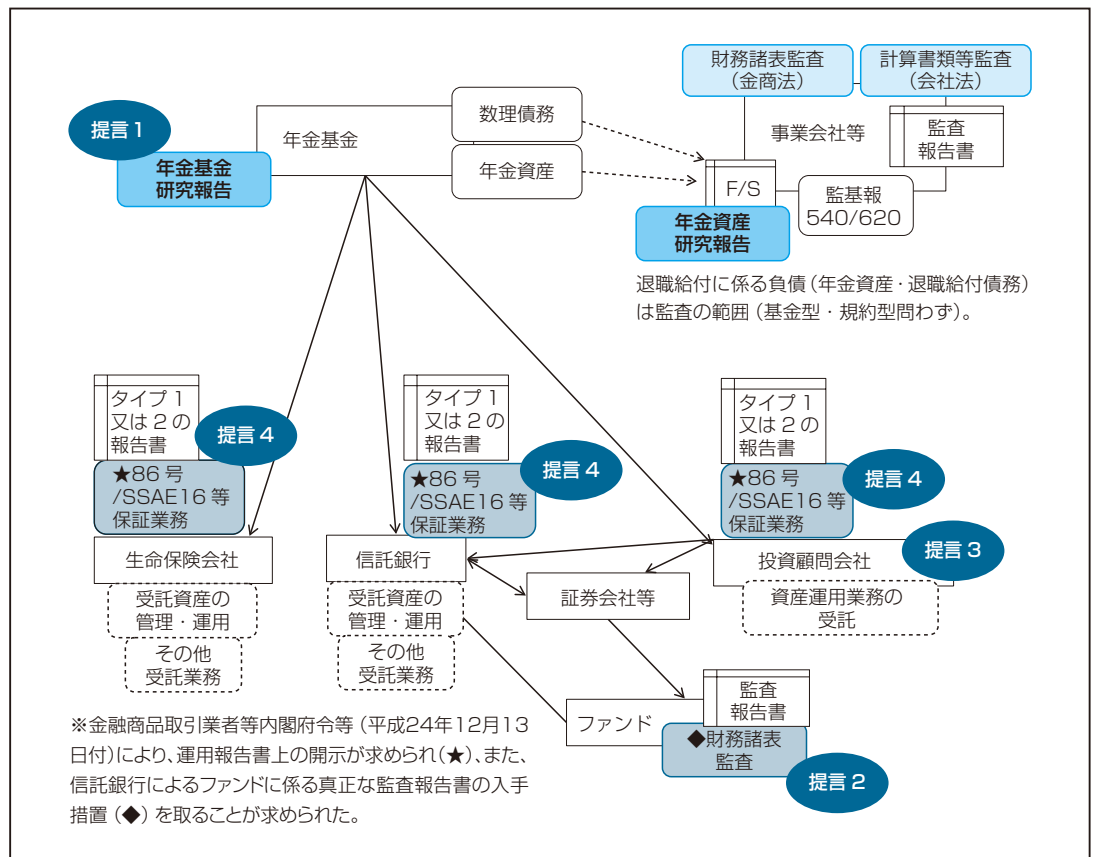 財務諸表監査
（金商法）
計算書類等監査
（会社法）
提言 1
年金基金
数理債務
年金資産
事業会社等
監査
報告書
年金基金
研究報告
F/S
監基報
540/620
年金資産
研究報告
退職給付に係る負債（年金資産・退職給付債務）
は監査の範囲（基金型・規約型問わず）。
タイプ 1
又は 2 の
報告書
提言 4
★86 号
/SSAE16 等
保証業務
生命保険会社
受託資産の
管理・運用
その他
受託業務
タイプ 1
又は 2 の
報告書
提言 4
★86 号
/SSAE16 等
保証業務
信託銀行
受託資産の
管理・運用
その他
受託業務
証券会社等
タイプ 1
又は 2 の
報告書
提言 4
★86 号
/SSAE16 等
保証業務
提言 3
投資顧問会社
資産運用業務の
受託
ファンド
監査
報告書
◆財務諸表
監査
提言 2
※金融商品取引業者等内閣府令等（平成24年12月13
日付）により、運用報告書上の開示が求められ（★）、また、
信託銀行によるファンドに係る真正な監査報告書の入手
措置（◆）を取ることが求められた。